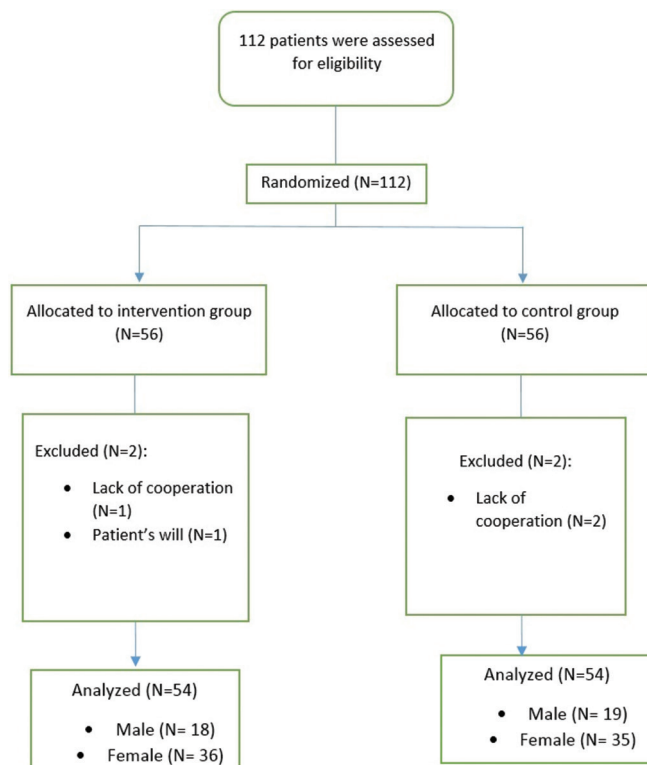 112 patients were assessed
for eligibility
Randomized (N=112)
Allocated to intervention group
(N=56)
Allocated to control group
(N=56)
Excluded (N=2):
• Lack of cooperation
(N=1)
• Patient’s will (N=1)
Excluded (N=2):
• Lack of
cooperation (N=2)
Analyzed (N=54)
• Male (N= 18)
• Female (N= 36)
Analyzed (N=54)
• Male (N= 19)
• Female (N= 35)